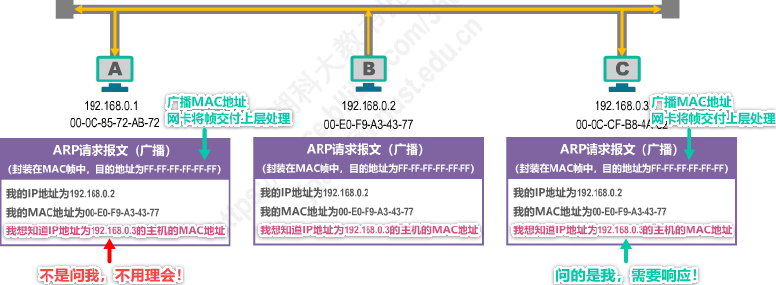 A
B
C
192.168.0.1
00-0C-85-72-AB-72
192.168.0.2
00-E0-F9-A3-43-77
192.168.0.3
00-0C-CF-B8-4A-
广播MAC地址
网卡将帧交付上层处理
广播MAC地址
网卡将帧交付上层处理
ARP请求报文（广播）
(封装在MAC帧中，目的地址为FF-FF-FF-FF-FF-FF)
我的IP地址为192.168.0.2
我的MAC地址为00-E0-F9-A3-43-77
我想知道IP地址为192.168.0.3的主机的MAC地址
ARP请求报文（广播）
(封装在MAC帧中，目的地址为FF-FF-FF-FF-FF-FF)
我的IP地址为192.168.0.2
我的MAC地址为00-E0-F9-A3-43-77
我想知道IP地址为192.168.0.3的主机的MAC地址
ARP请求报文（广播）
(封装在MAC帧中，目的地址为FF-FF-FF-FF-FF-FF)
我的IP地址为192.168.0.2
我的MAC地址为00-E0-F9-A3-43-77
我想知道IP地址为192.168.0.3的主机的MAC地址
不是问我，不用理会！
问的是我，需要响应！